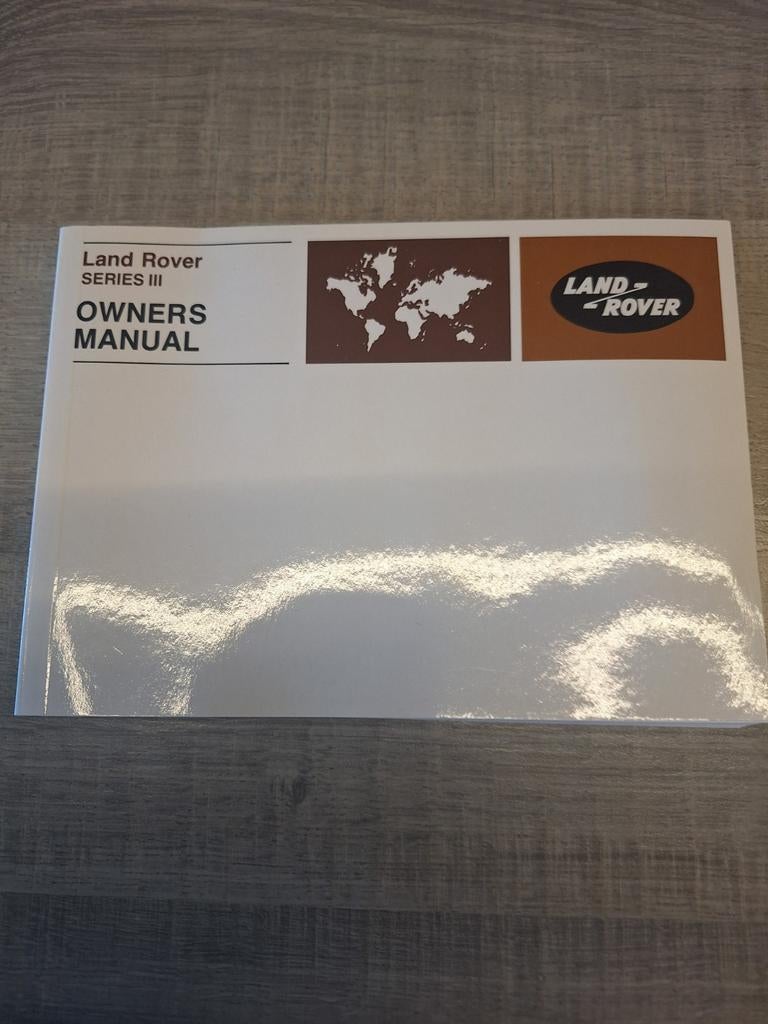 Land Rover
SERIES III
OWNERS
MANUAL
LAND
ROVER